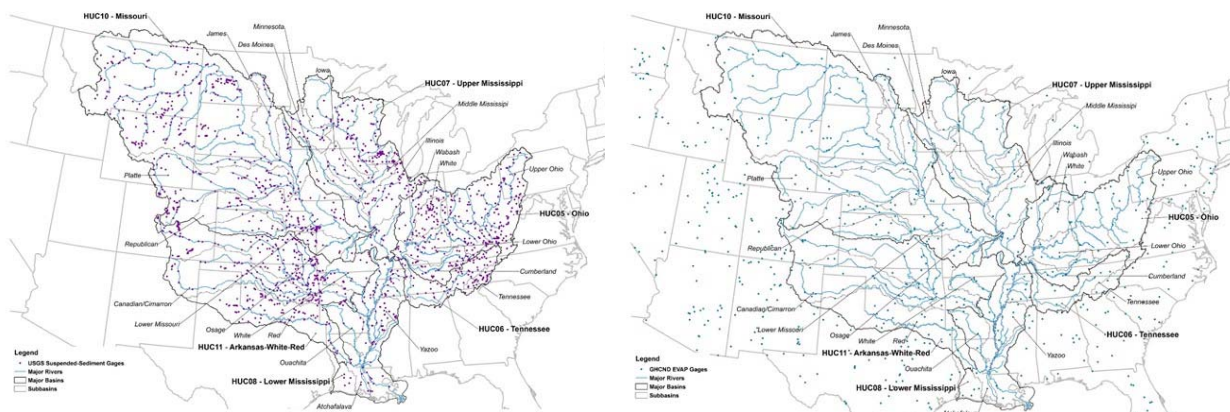 HUC10 - Missouri
Minnesota
James
Des Moines
Iowa
HUC07 - Upper Mississippi
Middle Mississipi
Illinois
Wabash
White
Upper Ohio
Platte
HUC05 - Ohio
Republican
Lower Ohio
Cumberland
Canadian/Cimarron
Tennessee
Lower Missouri
Osage
White
Red
HUC06 - Tennessee
HUC11 - Arkansas-White-Red
Yazoo
Ouachita
HUC08 - Lower Mississippi
Atchafalaya
Legend
USGS Suspended-Sediment Gages
Major Rivers
Major Basins
Subbasins
HUC10 - Missouri
Minnesota
James
Des Moines
Iowa
HUC07 - Upper Mississippi
Middle Mississipi
Illinois
Wabash
White
Upper Ohio
Platte
HUC05 - Ohio
Republican
Lower Ohio
Cumberland
Canadian/Cimarron
Tennessee
Lower Missouri
Osage
White
Red
HUC06 - Tennessee
HUC11 - Arkansas-White-Red
Yazoo
Ouachita
HUC08 - Lower Mississippi
Atchafalaya
Legend
GHCND EVAP Gages
Major Rivers
Major Basins
Subbasins